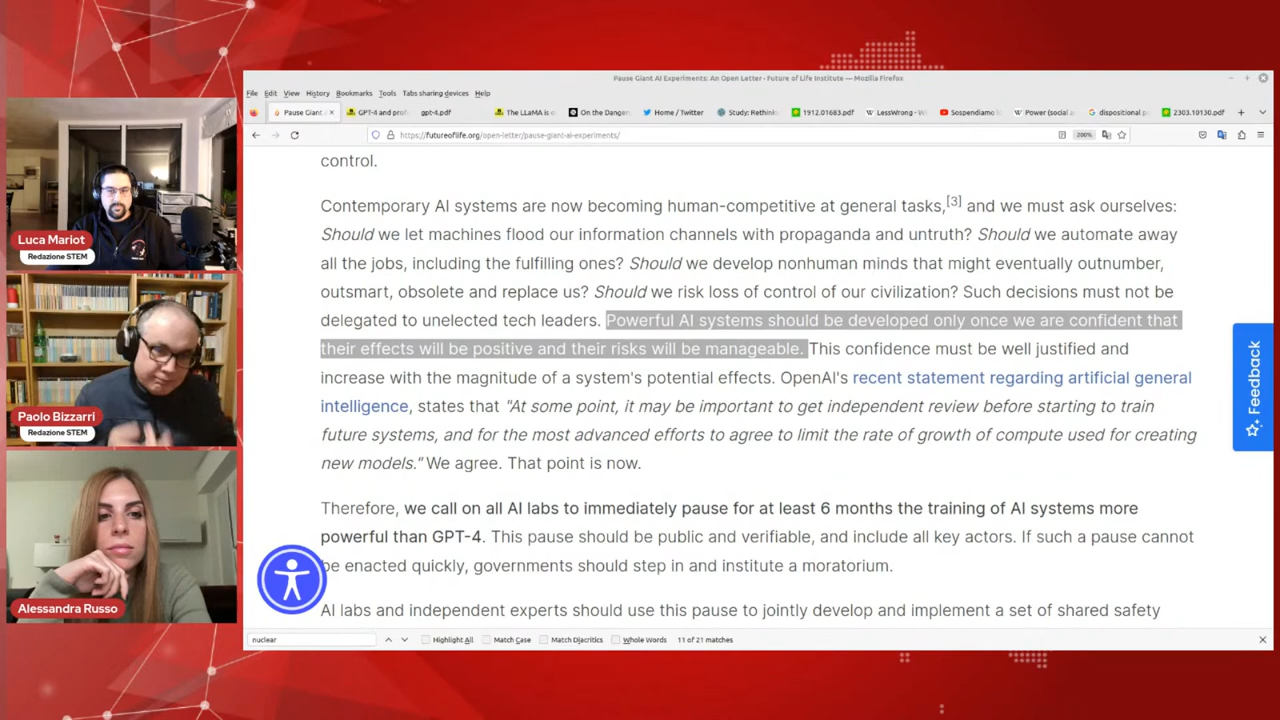 Luca Mariot
Redazione STEM
Paolo Bizzarri
Redazione STEM
Alessandra Russo
Pause Giant AI Experiments: An Open Letter - Future of Life Institute — Mozilla Firefox
File Edit View History Bookmarks Tools Tabs sharing devices Help
Pause Giant GPT-4 and prof gpt-4.pdf The LLaMA is o On the Danger Home / Twitter Study: Rethinki 1912.01683.pdf LessWrong - Wi Sospendiamo Power (social a dispositional po 2303.10130.pdf
https://futureoflife.org/open-letter/pause-giant-ai-experiments/ 200%
control.
Contemporary AI systems are now becoming human-competitive at general tasks,[3] and we must ask ourselves:
Should we let machines flood our information channels with propaganda and untruth? Should we automate away
all the jobs, including the fulfilling ones? Should we develop nonhuman minds that might eventually outnumber,
outsmart, obsolete and replace us? Should we risk loss of control of our civilization? Such decisions must not be
delegated to unelected tech leaders. Powerful AI systems should be developed only once we are confident that
their effects will be positive and their risks will be manageable. This confidence must be well justified and
increase with the magnitude of a system's potential effects. OpenAI's recent statement regarding artificial general
intelligence, states that "At some point, it may be important to get independent review before starting to train
future systems, and for the most advanced efforts to agree to limit the rate of growth of compute used for creating
new models." We agree. That point is now.
Therefore, we call on all AI labs to immediately pause for at least 6 months the training of AI systems more
powerful than GPT-4. This pause should be public and verifiable, and include all key actors. If such a pause cannot
be enacted quickly, governments should step in and institute a moratorium.
AI labs and independent experts should use this pause to jointly develop and implement a set of shared safety
Feedback
nuclear Highlight All Match Case Match Diacritics Whole Words 11 of 21 matches